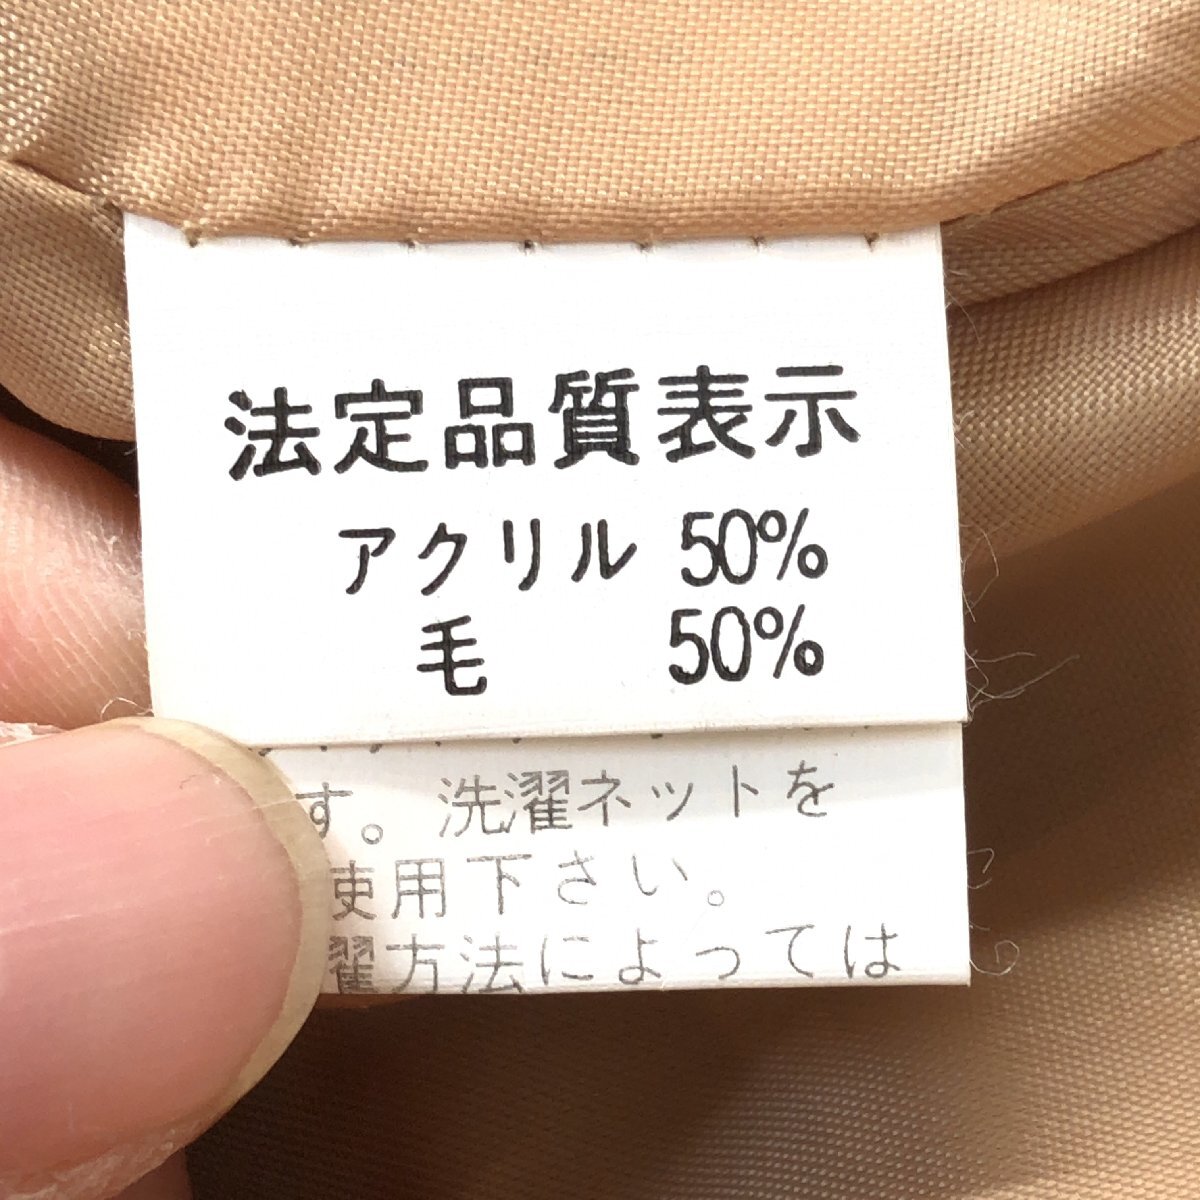 法定品質表示
アクリル 50%
毛 50%
す。洗濯ネットを
使用下さい。
濯方法によっては